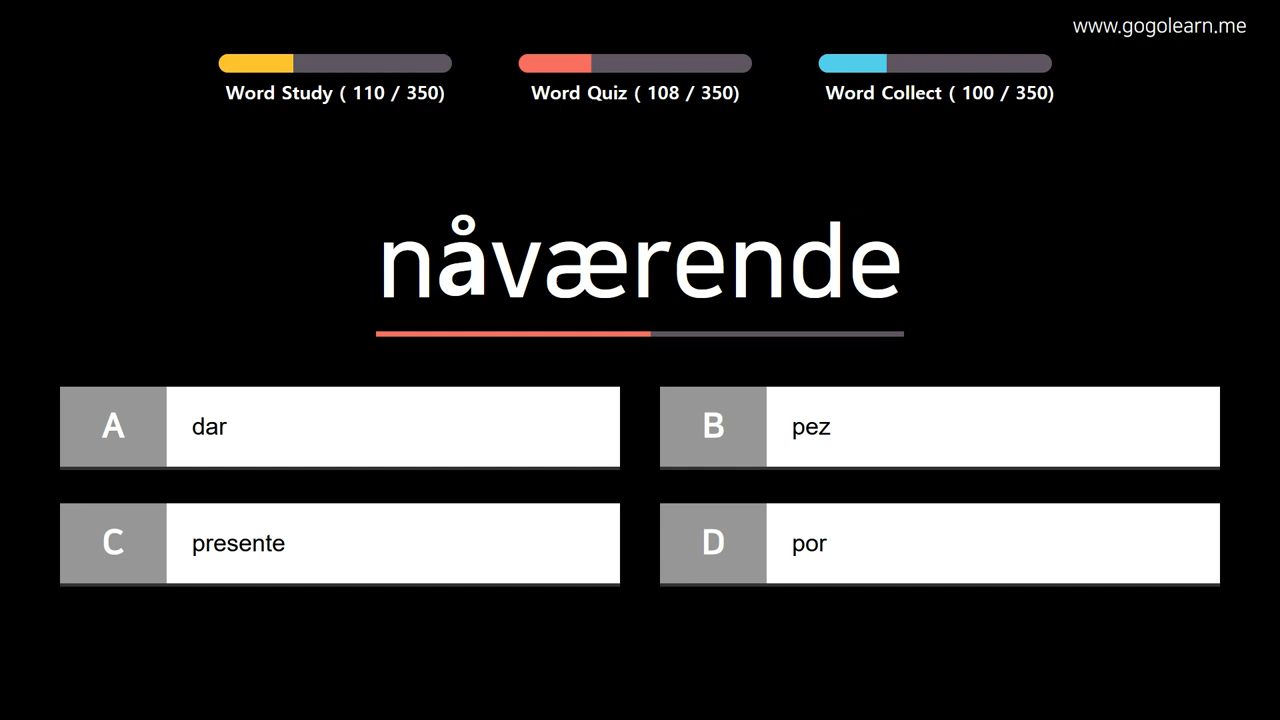 www.gogolearn.me
Word Study ( 110 / 350)
Word Quiz ( 108 / 350)
Word Collect ( 100 / 350)
nåværende
A dar
B pez
C presente
D por